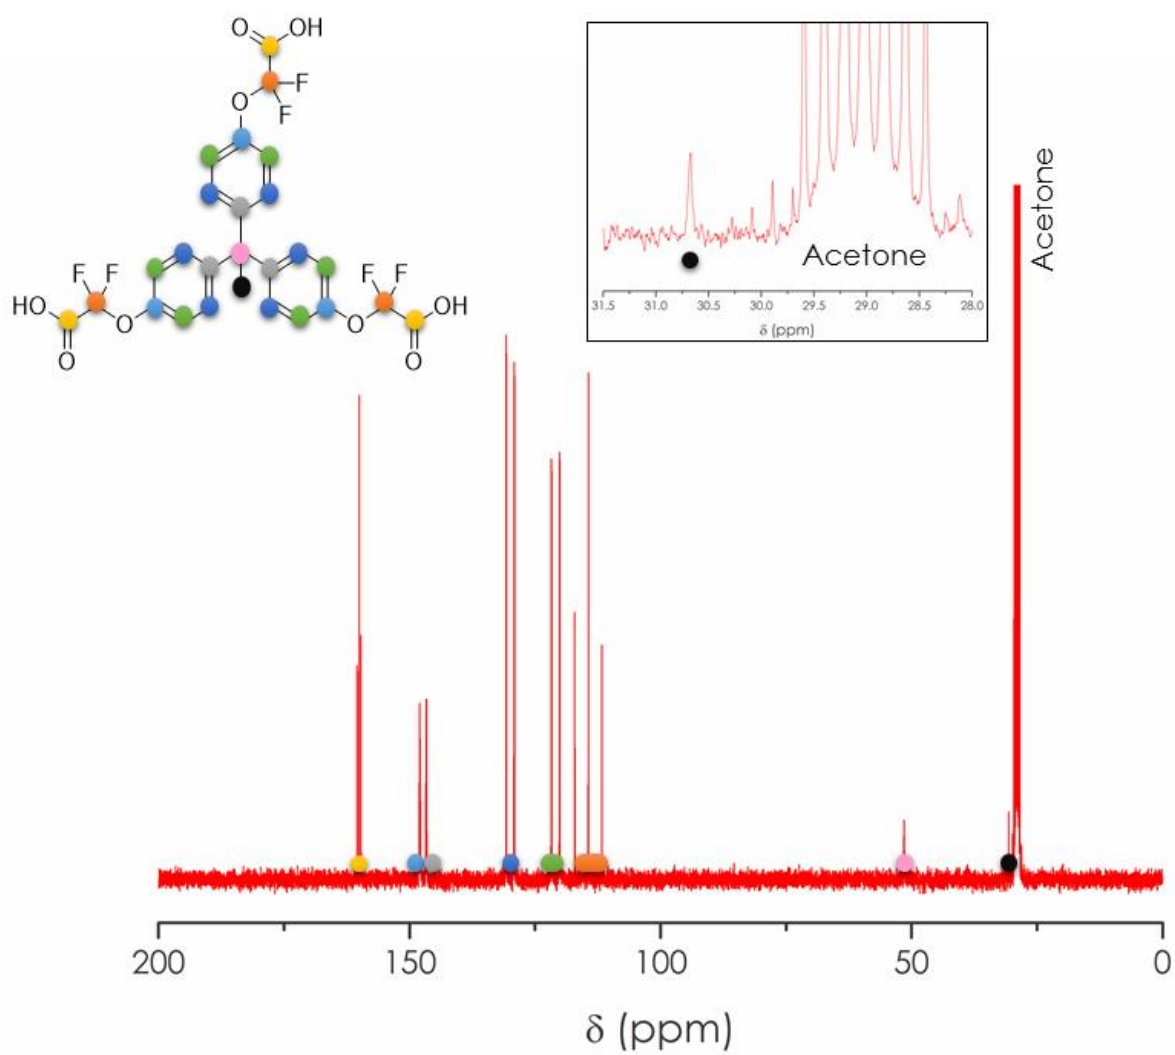 O OH
F
O F
F F F F
HO O O OH
O O
Acetone
31.5 31.0 30.5 30.0 29.5 29.0 28.5 28.0
δ (ppm)
Acetone
200 150 100 50 0
δ (ppm)